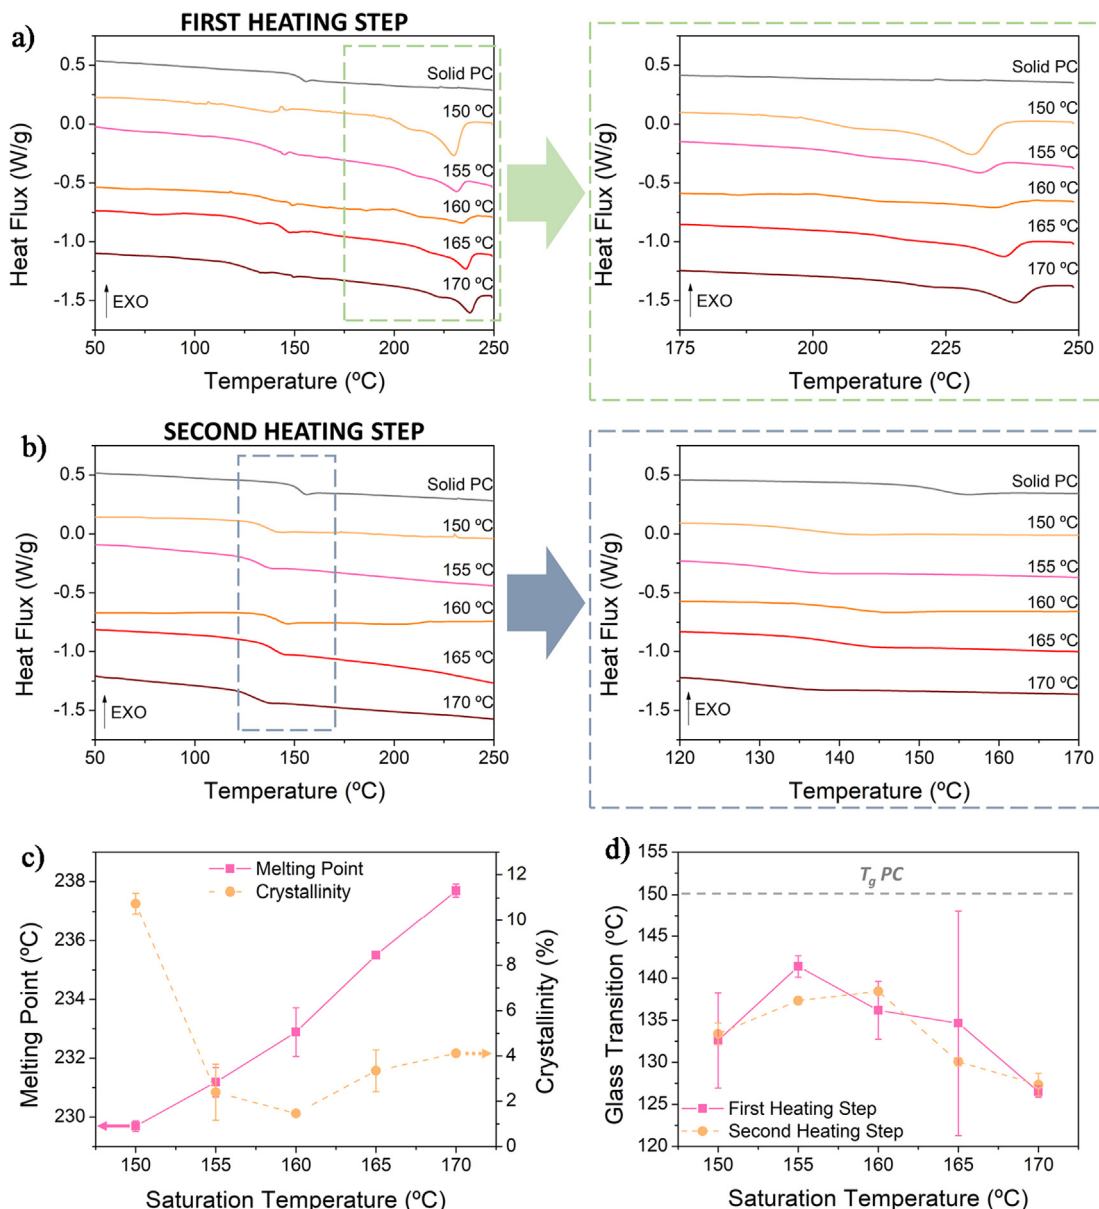 FIRST HEATING STEP
a)
Heat Flux (W/g)
0.5
0.0
-0.5
-1.0
-1.5
Solid PC
150 ºC
155 ºC
160 ºC
165 ºC
170 ºC
EXO
50
100
150
200
250
Temperature (ºC)
Heat Flux (W/g)
0.5
0.0
-0.5
-1.0
-1.5
Solid PC
150 ºC
155 ºC
160 ºC
165 ºC
170 ºC
EXO
175
200
225
249
Temperature (ºC)
SECOND HEATING STEP
b)
Heat Flux (W/g)
0.5
0.0
-0.5
-1.0
-1.5
Solid PC
150 ºC
155 ºC
160 ºC
165 ºC
170 ºC
EXO
50
100
150
200
250
Temperature (ºC)
Heat Flux (W/g)
0.5
0.0
-0.5
-1.0
-1.5
Solid PC
150 ºC
155 ºC
160 ºC
165 ºC
170 ºC
EXO
120
130
140
150
160
170
Temperature (ºC)
c)
Melting Point (ºC)
238
236
234
232
230
Melting Point
Crystallinity
12
10
8
6
4
2
0
Crystallinity (%)
150
155
160
165
170
Saturation Temperature (ºC)
d)
Glass Transition (ºC)
155
150
145
140
135
130
125
120
Tg PC
First Heating Step
Second Heating Step
150
155
160
165
170
Saturation Temperature (ºC)